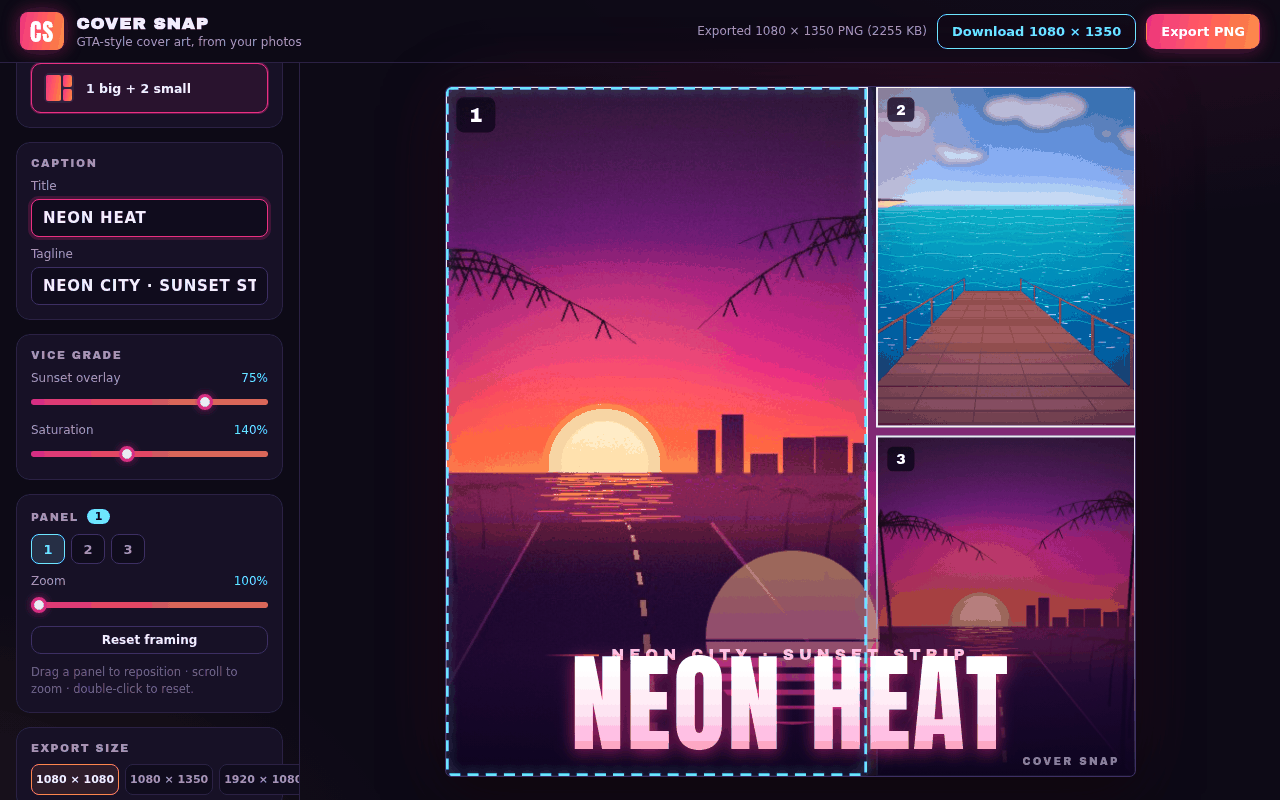 CS
COVER SNAP
GTA-style cover art, from your photos
Exported 1080 × 1350 PNG (2255 KB)
Download 1080 × 1350
Export PNG
1 big + 2 small
CAPTION
Title
NEON HEAT
Tagline
NEON CITY · SUNSET ST
VICE GRADE
Sunset overlay
75%
Saturation
140%
PANEL 1
1 2 3
Zoom
100%
Reset framing
Drag a panel to reposition · scroll to
zoom · double-click to reset.
EXPORT SIZE
1080 × 1080
1080 × 1350
1920 × 1080
1
2
3
NEON CITY · SUNSET STRIP
NEON HEAT
COVER SNAP